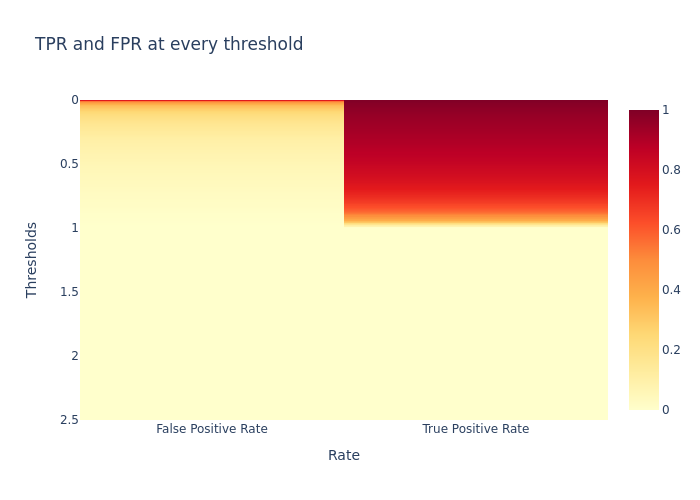 TPR and FPR at every threshold
0
0.5
1
1.5
2
2.5
Thresholds
False Positive Rate
True Positive Rate
Rate
1
0.8
0.6
0.4
0.2
0